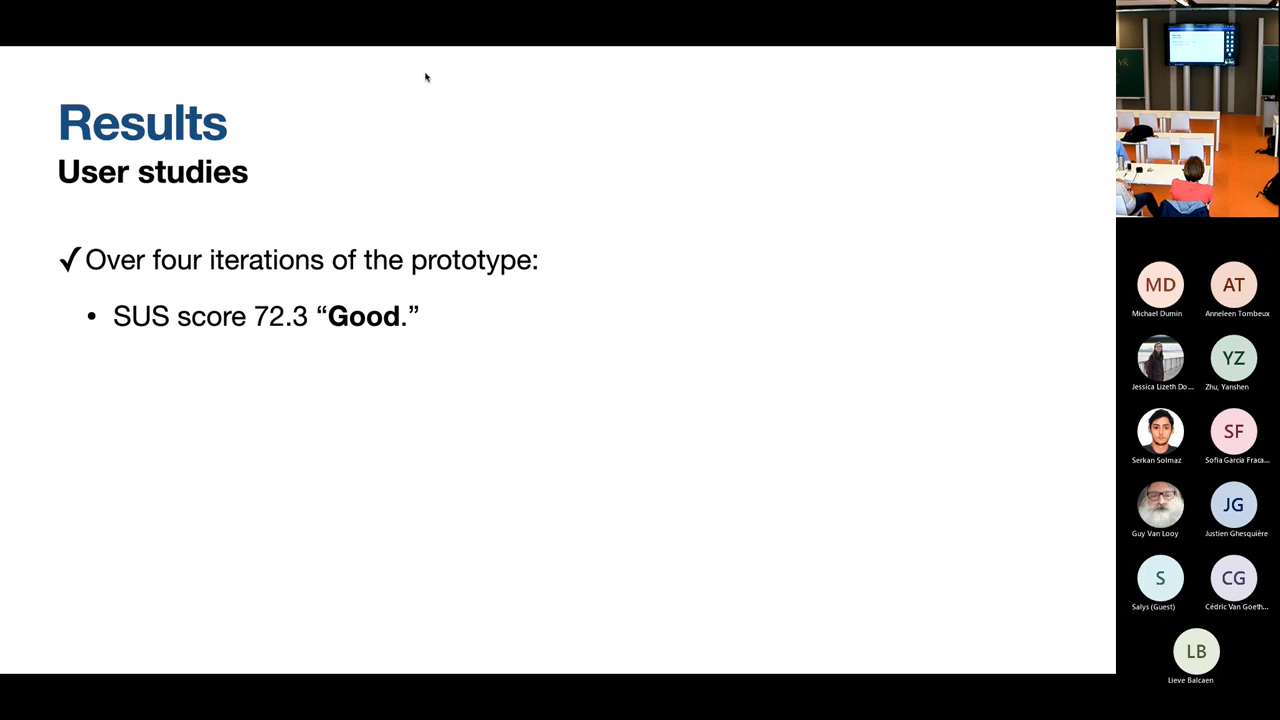 Results
User studies
✓ Over four iterations of the prototype:
• SUS score 72.3 “Good.”
MD
Michael Dumin
AT
Anneleen Tombeux
Jessica Lizeth Do...
YZ
Zhu, Yanshen
Serkan Solmaz
SF
Sofia Garcia Fraca...
Guy Van Looy
JG
Justien Ghesquière
S
Salys (Guest)
CG
Cédric Van Goeth...
LB
Lieve Balcaen